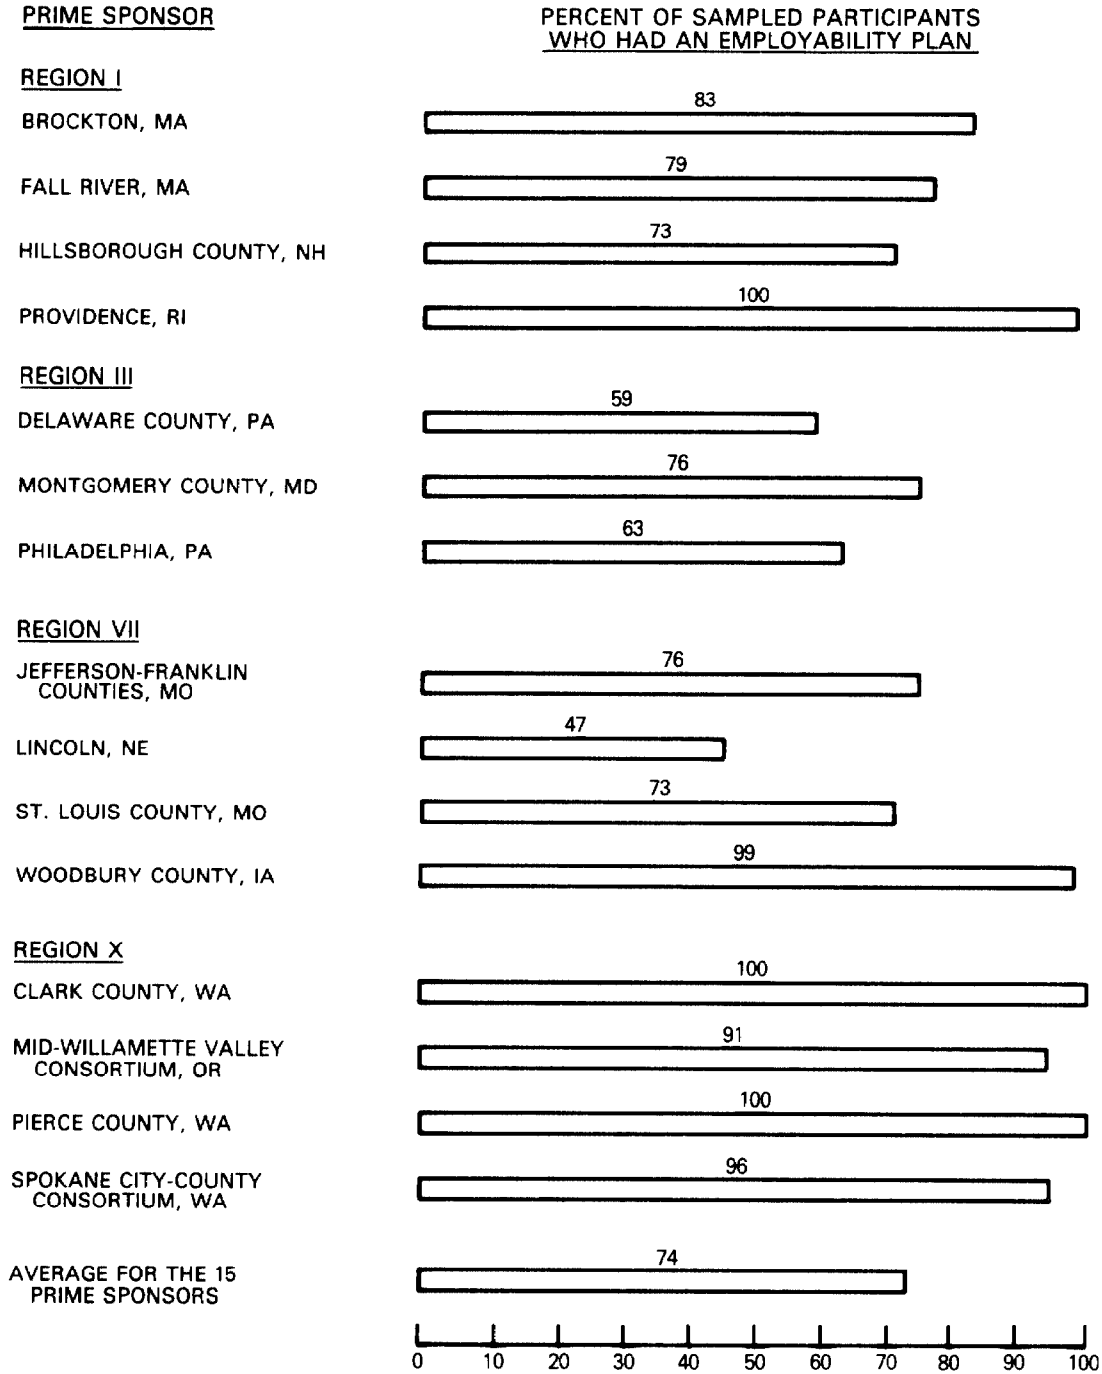 PRIME SPONSOR
PERCENT OF SAMPLED PARTICIPANTS
WHO HAD AN EMPLOYABILITY PLAN
REGION I
BROCKTON, MA
83
FALL RIVER, MA
79
HILLSBOROUGH COUNTY, NH
73
PROVIDENCE, RI
100
REGION III
DELAWARE COUNTY, PA
59
MONTGOMERY COUNTY, MD
76
PHILADELPHIA, PA
63
REGION VII
JEFFERSON-FRANKLIN
COUNTIES, MO
76
LINCOLN, NE
47
ST. LOUIS COUNTY, MO
73
WOODBURY COUNTY, IA
99
REGION X
CLARK COUNTY, WA
100
MID-WILLAMETTE VALLEY
CONSORTIUM, OR
91
PIERCE COUNTY, WA
100
SPOKANE CITY-COUNTY
CONSORTIUM, WA
96
AVERAGE FOR THE 15
PRIME SPONSORS
74
0 10 20 30 40 50 60 70 80 90 100